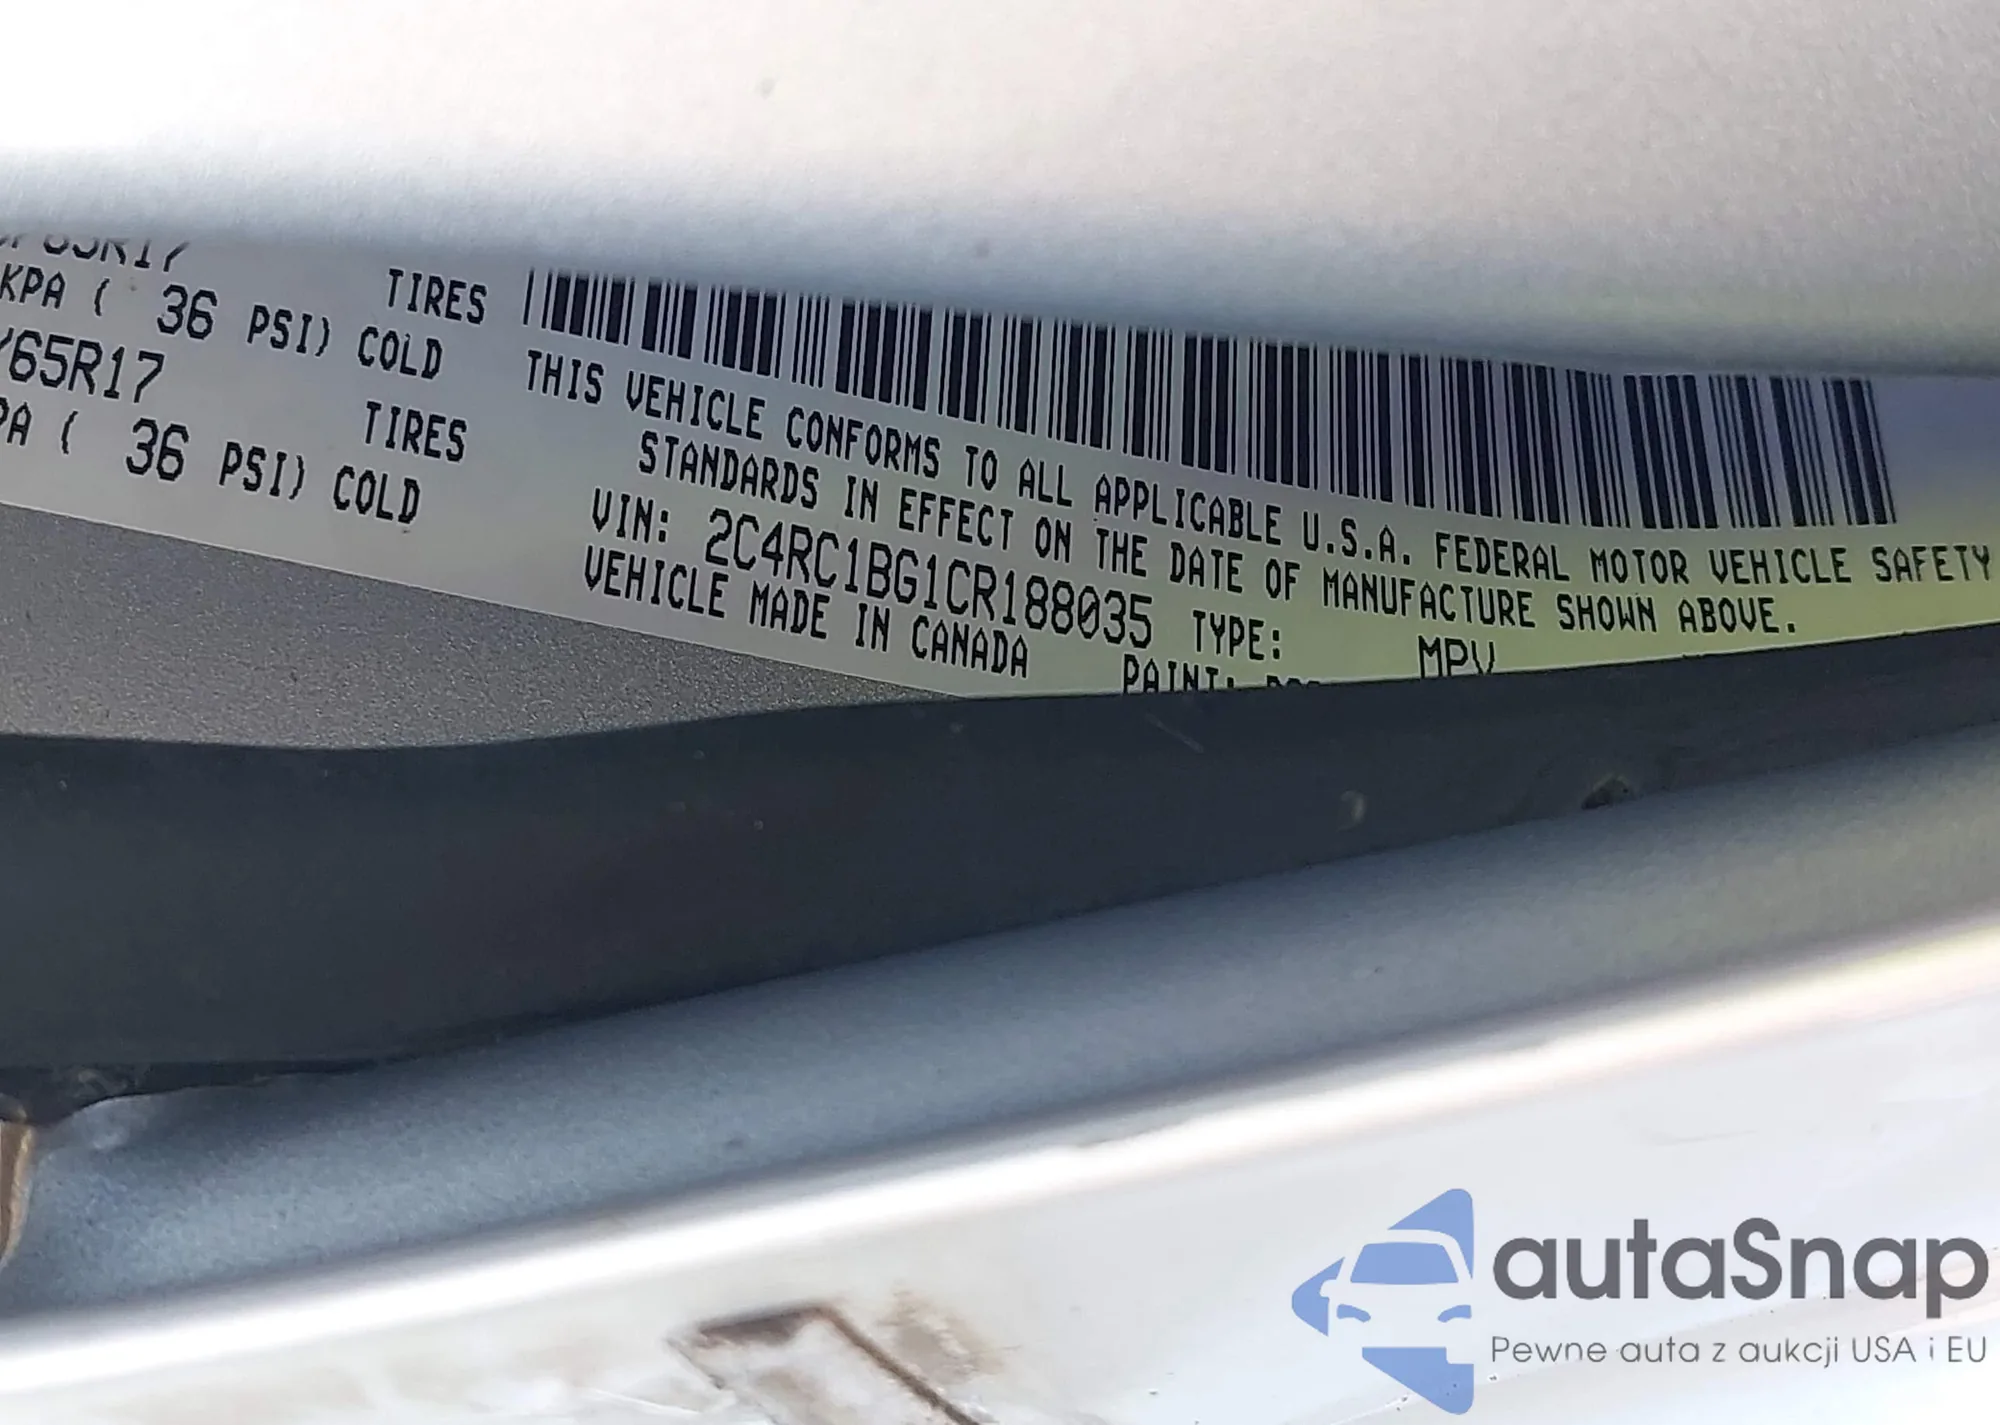 65R17
KPA ( 36 PSI) COLD
TIRES
65R17
PA ( 36 PSI) COLD
TIRES
THIS VEHICLE CONFORMS TO ALL APPLICABLE U.S.A. FEDERAL MOTOR VEHICLE SAFETY
STANDARDS IN EFFECT ON THE DATE OF MANUFACTURE SHOWN ABOVE.
VIN: 2C4RC1BG1CR188035 TYPE: MPV
VEHICLE MADE IN CANADA PAINT:
autaSnap
Pewne auta z aukcji USA i EU